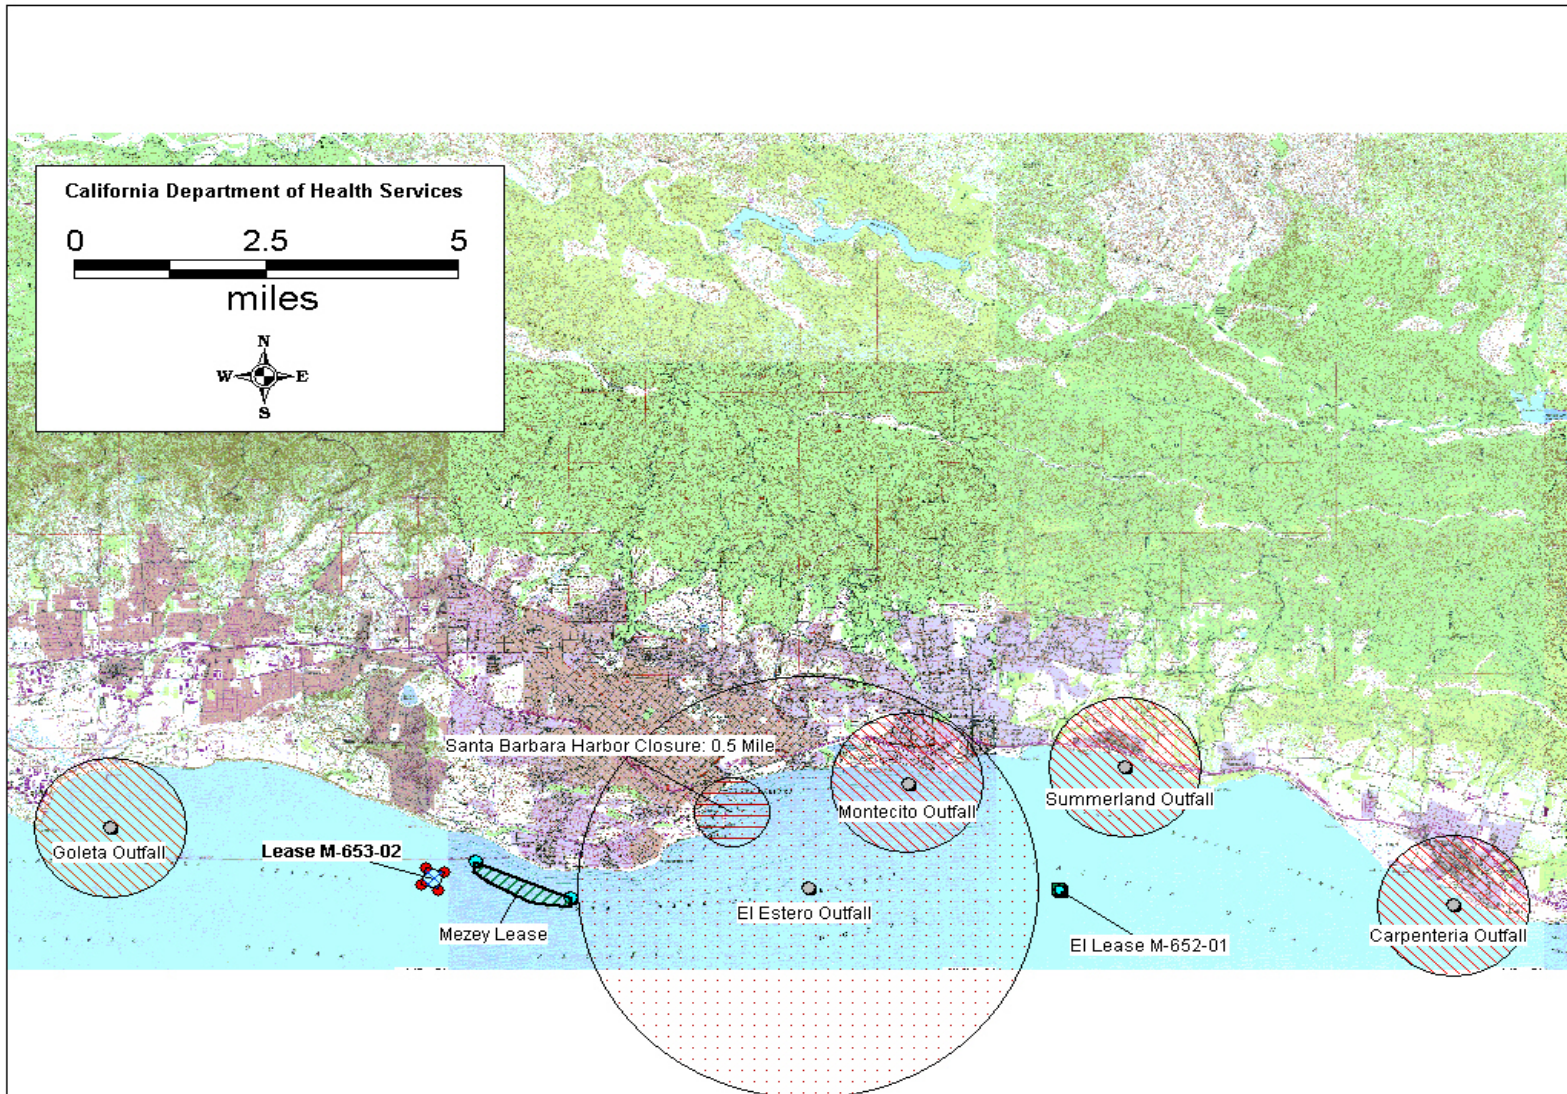 California Department of Health Services
0 2.5 5
miles
N
W E
S
Santa Barbara Harbor Closure: 0.5 Mile
Montecito Outfall
Summerland Outfall
Goleta Outfall
Lease M-653-02
Mezey Lease
El Estero Outfall
El Lease M-652-01
Carpenteria Outfall